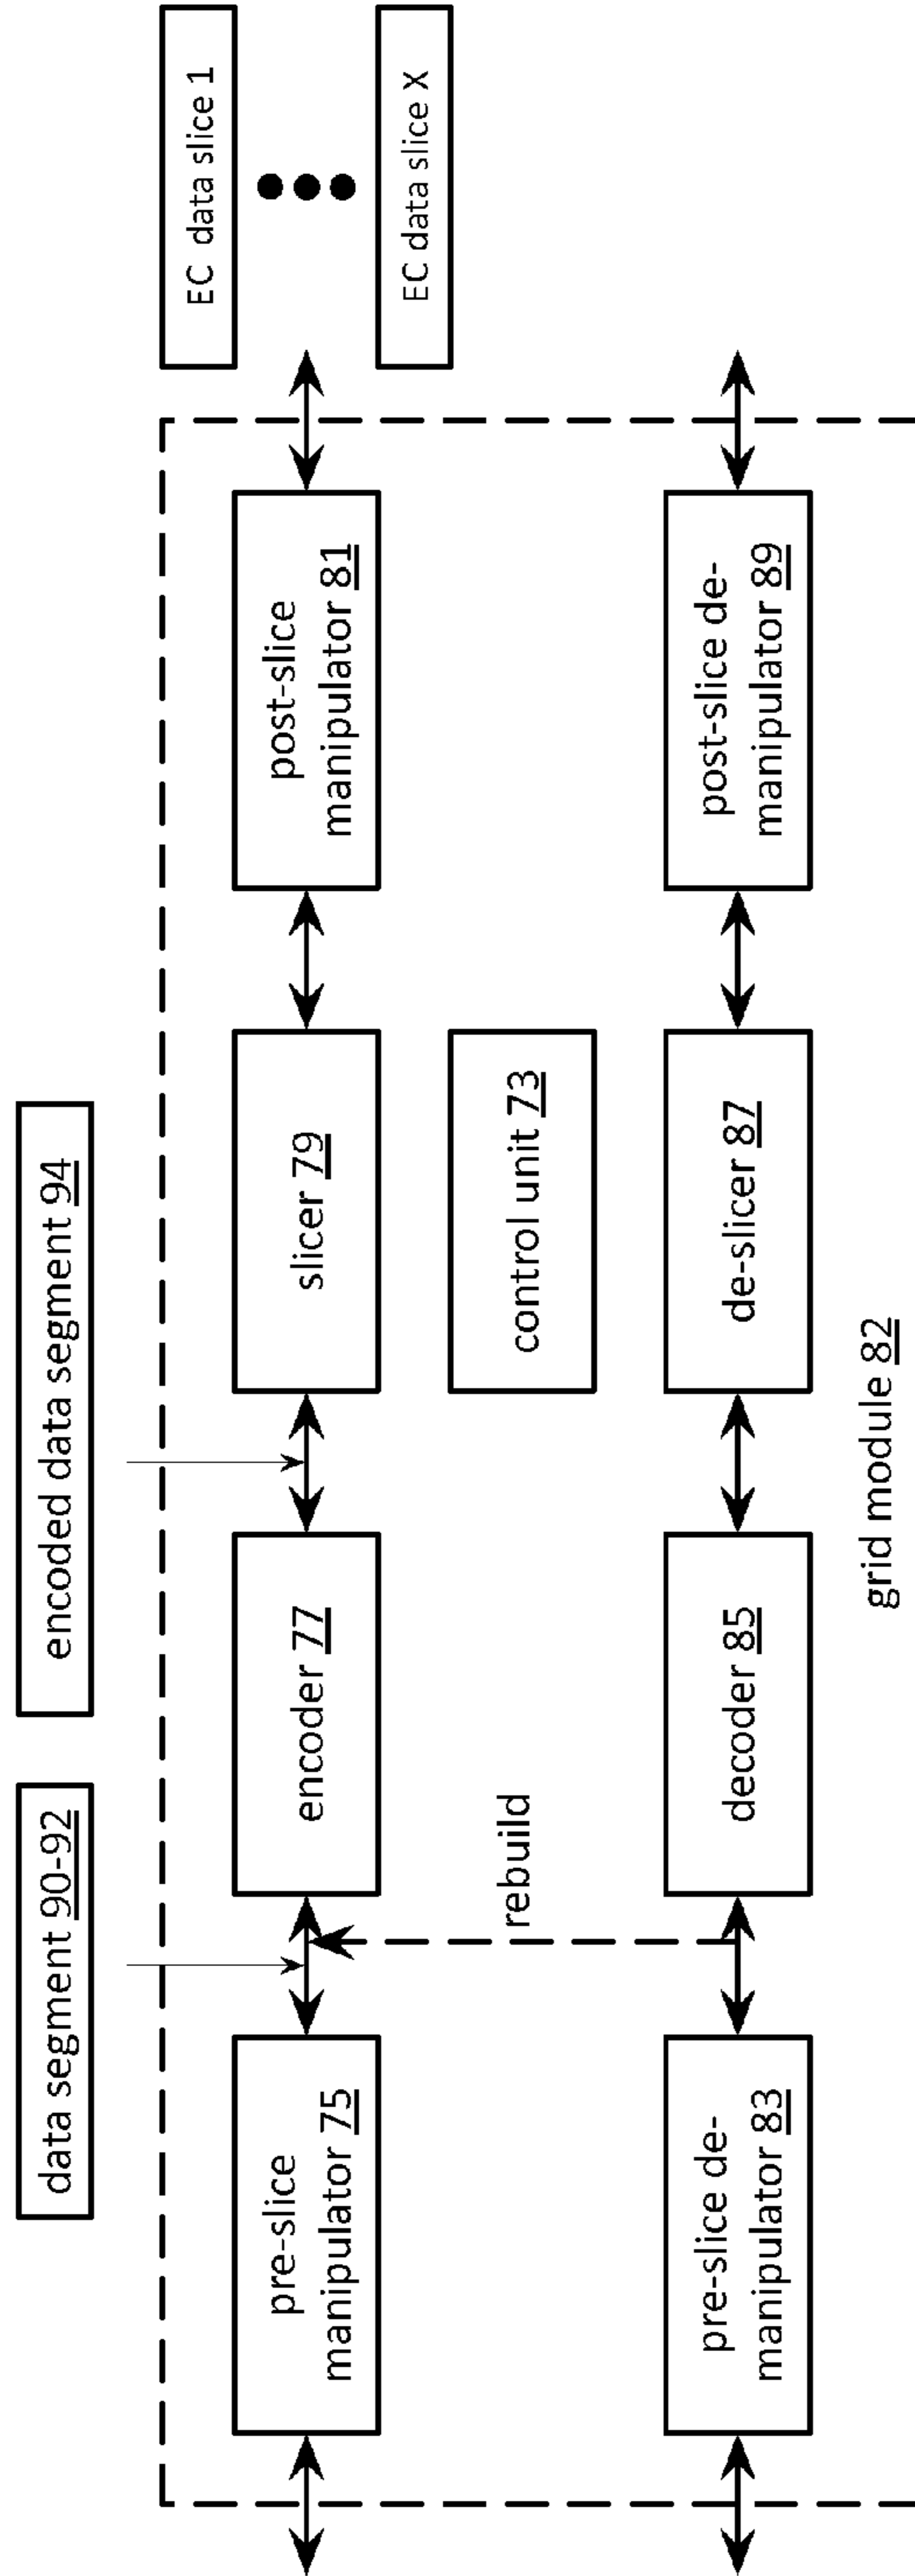 data segment 90-92
encoded data segment 94
EC data slice 1
EC data slice X
pre-slice
manipulator 75
encoder 77
slicer 79
post-slice
manipulator 81
rebuild
control unit 73
pre-slice de-
manipulator 83
decoder 85
de-slicer 87
post-slice de-
manipulator 89
grid module 82